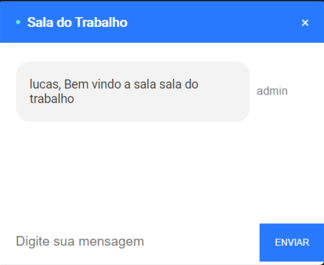 Sala do Trabalho ×
lucas, Bem vindo a sala sala do
trabalho
admin
Digite sua mensagem
ENVIAR